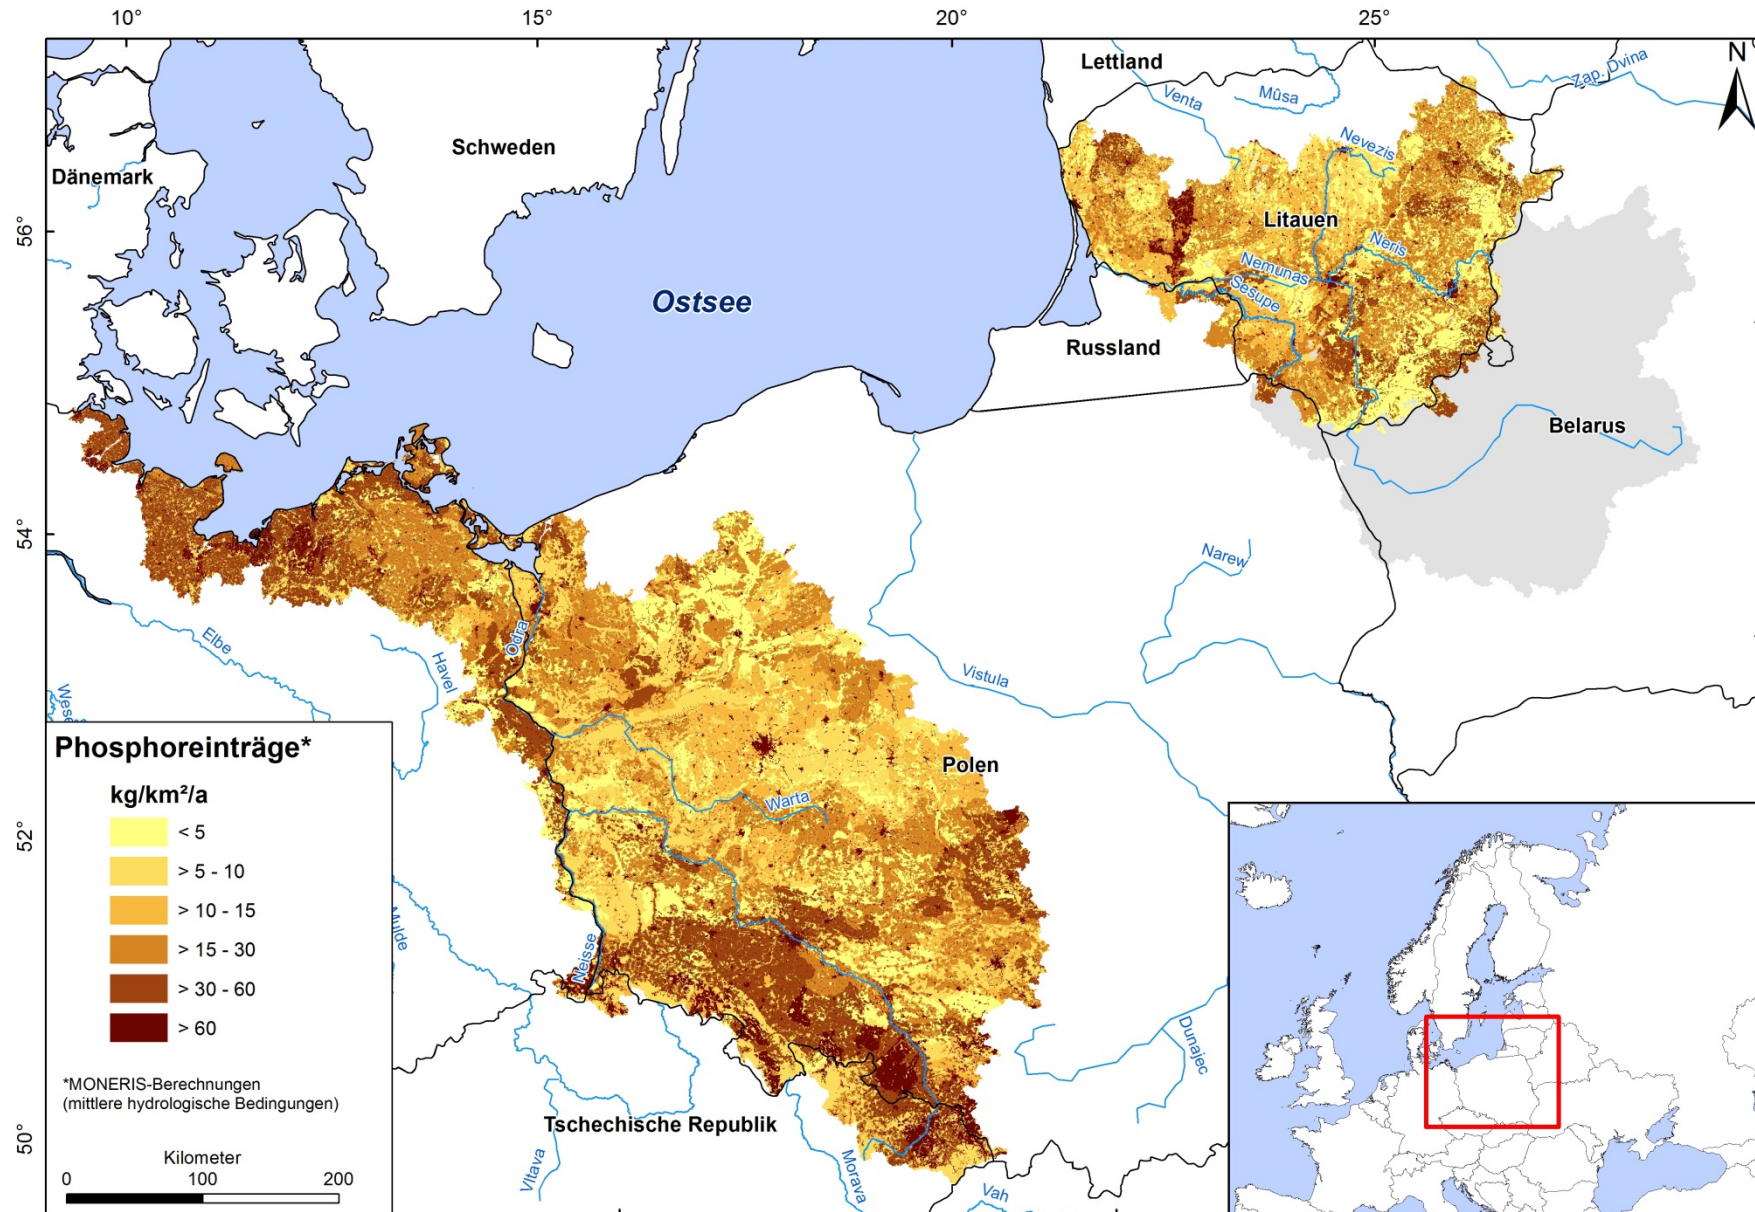 10°
15°
20°
25°
Lettland
Zap. Dvina
N
Venta
Mûsa
Schweden
Nevezis
Dänemark
56°
Litauen
Neris
Nemunas
Ostsee
Sesupe
Russland
Belarus
54°
Narew
Elbe
Odra
Havel
Vistula
Wese
Phosphoreinträge*
kg/km²/a
< 5
> 5 - 10
> 10 - 15
> 15 - 30
> 30 - 60
> 60
*MONERIS-Berechnungen
(mittlere hydrologische Bedingungen)
Kilometer
0 100 200
Polen
Warta
52°
Mulde
Neisse
Dunajec
Tschechische Republik
50°
Vltava
Morava
Vah